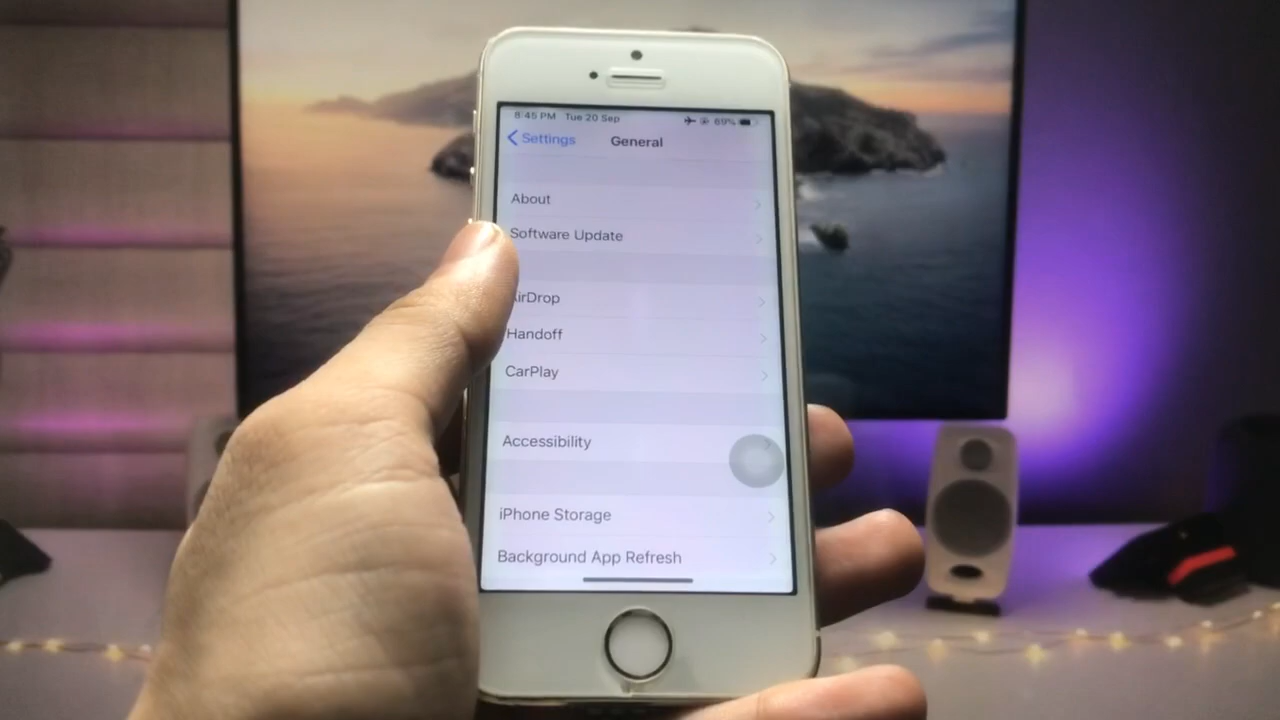 8:45 PM Tue 20 Sep 69%
Settings General
About
Software Update
AirDrop
Handoff
CarPlay
Accessibility
iPhone Storage
Background App Refresh